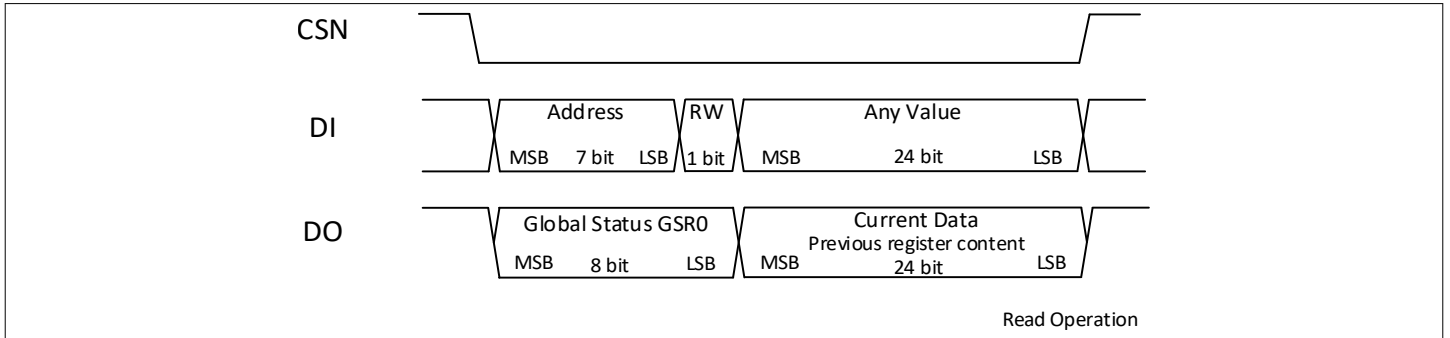 CSN
DI
Address RW Any Value
MSB 7 bit LSB 1 bit MSB 24 bit LSB
DO
Global Status GSR0 Current Data
Previous register content
MSB 8 bit LSB MSB 24 bit LSB
Read Operation